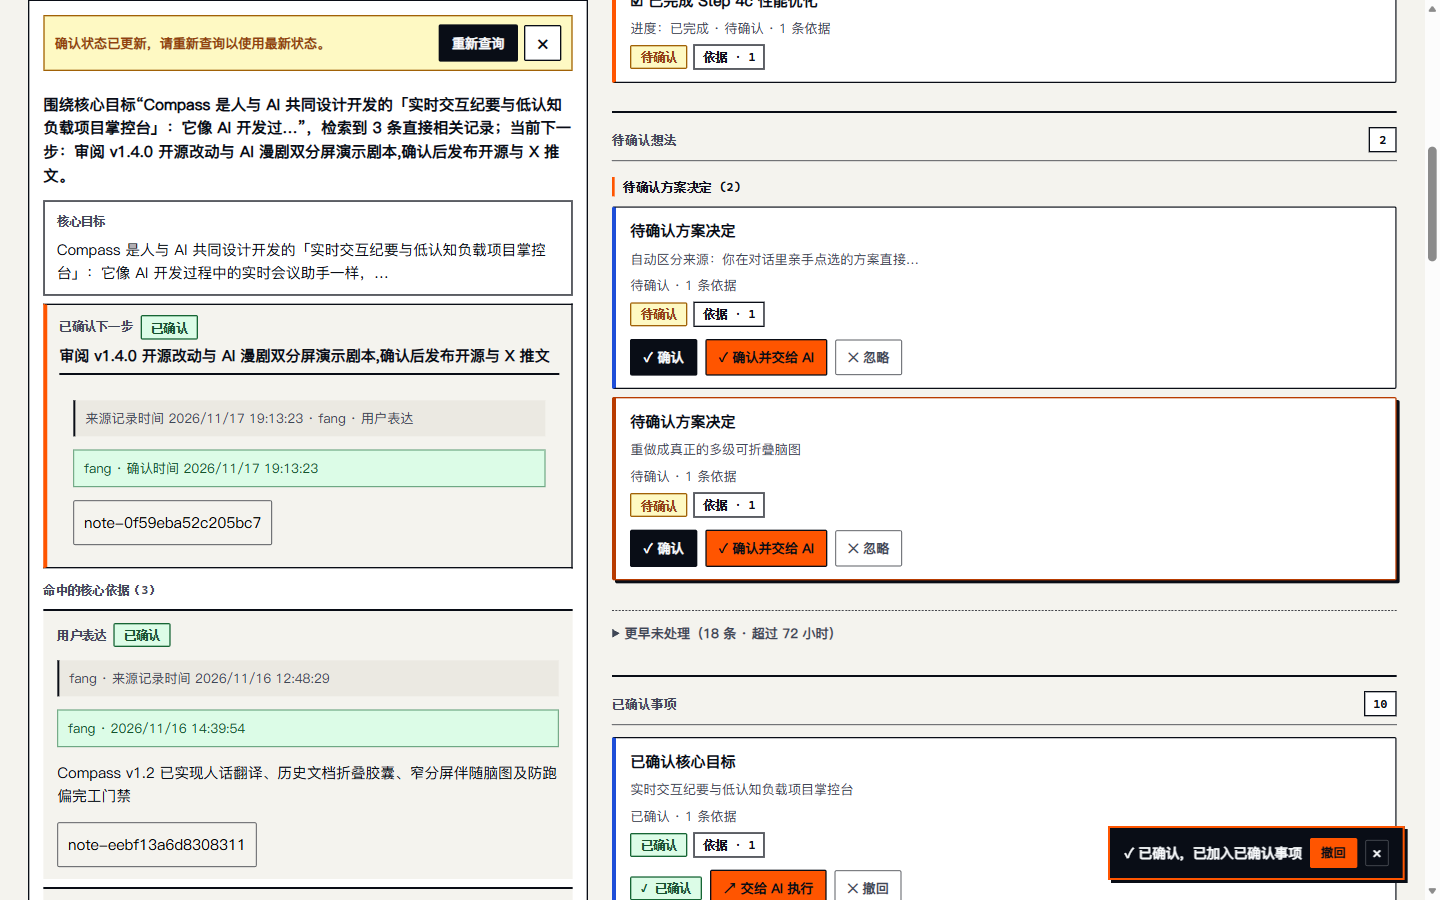 确认状态已更新，请重新查询以使用最新状态。
重新查询
×
围绕核心目标“Compass 是人与 AI 共同设计开发的「实时交互纪要与低认知
负载项目掌控台」：它像 AI 开发过…”，检索到 3 条直接相关记录；当前下一
步：审阅 v1.4.0 开源改动与 AI 漫剧双分屏演示剧本,确认后发布开源与 X 推
文。
核心目标
Compass 是人与 AI 共同设计开发的「实时交互纪要与低认知负载项目掌控
台」：它像 AI 开发过程中的实时会议助手一样，…
已确认下一步
已确认
审阅 v1.4.0 开源改动与 AI 漫剧双分屏演示剧本,确认后发布开源与 X 推文
来源记录时间 2026/11/17 19:13:23 · fang · 用户表达
fang · 确认时间 2026/11/17 19:13:23
note-0f59eba52c205bc7
命中的核心依据（3）
用户表达
已确认
fang · 来源记录时间 2026/11/16 12:48:29
fang · 2026/11/16 14:39:54
Compass v1.2 已实现人话翻译、历史文档折叠胶囊、窄分屏伴随脑图及防跑
偏完工门禁
note-eebf13a6d8308311
☑ 已完成 Step 4c 性能优化
进度：已完成 · 待确认 · 1 条依据
待确认
依据 · 1
待确认想法
2
待确认方案决定（2）
待确认方案决定
自动区分来源：你在对话里亲手点选的方案直接…
待确认 · 1 条依据
待确认
依据 · 1
✓ 确认
✓ 确认并交给 AI
✕ 忽略
待确认方案决定
重做成真正的多级可折叠脑图
待确认 · 1 条依据
待确认
依据 · 1
✓ 确认
✓ 确认并交给 AI
✕ 忽略
▶ 更早未处理（18 条 · 超过 72 小时）
已确认事项
10
已确认核心目标
实时交互纪要与低认知负载项目掌控台
已确认 · 1 条依据
已确认
依据 · 1
✓ 已确认
↗ 交给 AI 执行
✕ 撤回
✓ 已确认，已加入已确认事项
撤回
×